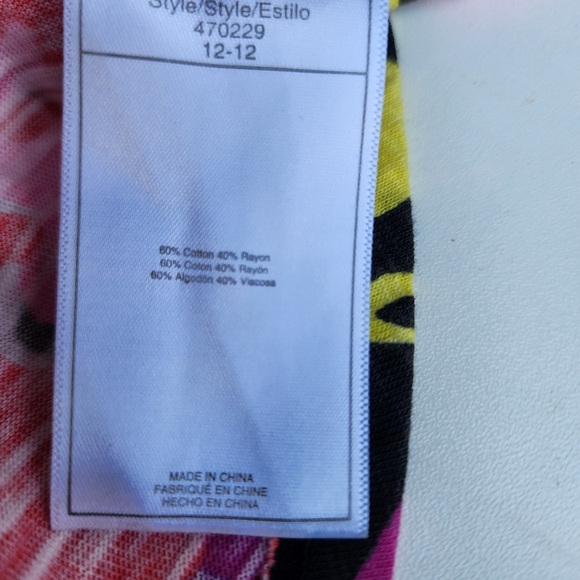 Style/Style/Estilo
470229
12-12
60% Cotton 40% Rayon
60% Coton 40% Rayón
60% Algodón 40% Viscosa
MADE IN CHINA
FABRIQUÉ EN CHINE
HECHO EN CHINA